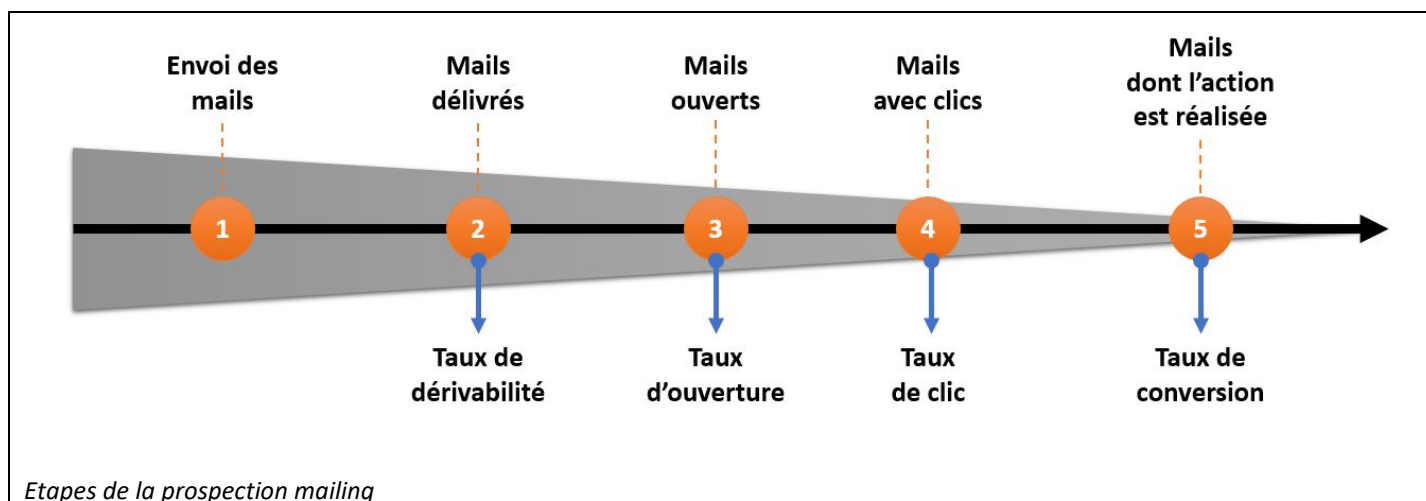 Envoi des
mails
Mails
délivrés
Mails
ouverts
Mails
avec clics
Mails
dont l’action
est réalisée
1
2
3
4
5
Taux de
dérivabilité
Taux
d’ouverture
Taux
de clic
Taux de
conversion
Etapes de la prospection mailing